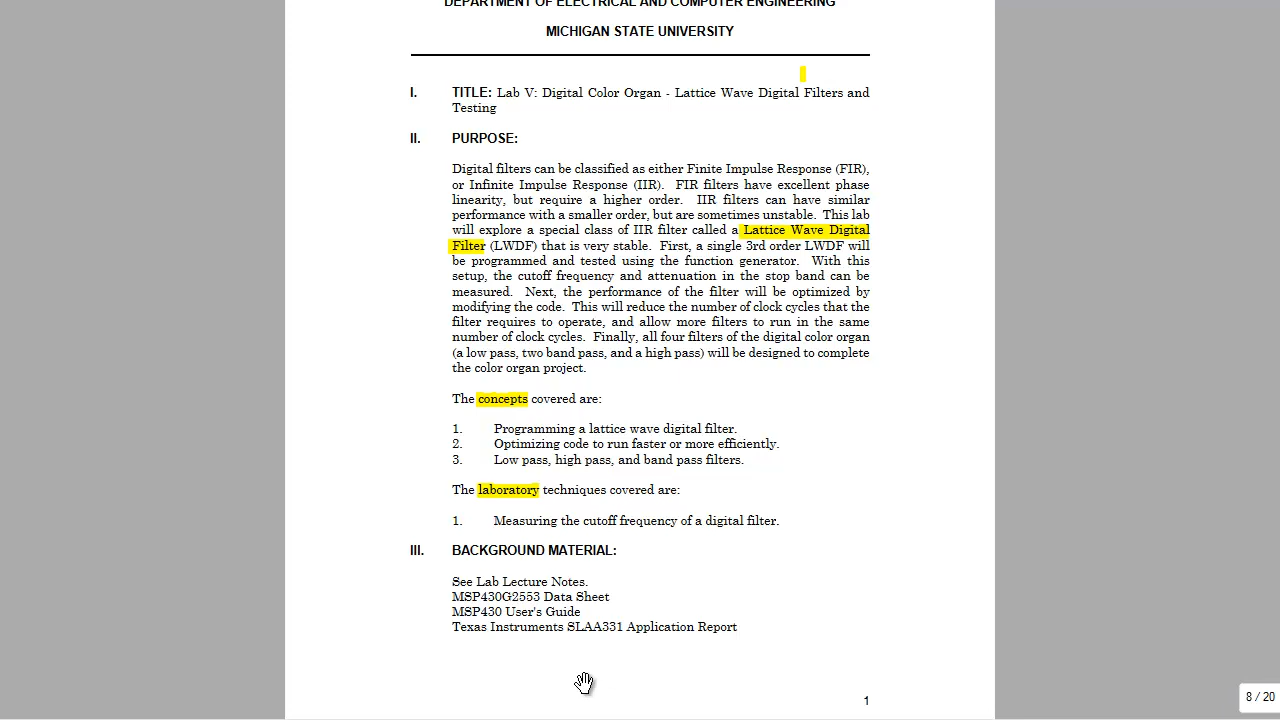 DEPARTMENT OF ELECTRICAL AND COMPUTER ENGINEERING
MICHIGAN STATE UNIVERSITY
I. TITLE: Lab V: Digital Color Organ - Lattice Wave Digital Filters and
Testing
II. PURPOSE:
Digital filters can be classified as either Finite Impulse Response (FIR),
or Infinite Impulse Response (IIR). FIR filters have excellent phase
linearity, but require a higher order. IIR filters can have similar
performance with a smaller order, but are sometimes unstable. This lab
will explore a special class of IIR filter called a Lattice Wave Digital
Filter (LWDF) that is very stable. First, a single 3rd order LWDF will
be programmed and tested using the function generator. With this
setup, the cutoff frequency and attenuation in the stop band can be
measured. Next, the performance of the filter will be optimized by
modifying the code. This will reduce the number of clock cycles that the
filter requires to operate, and allow more filters to run in the same
number of clock cycles. Finally, all four filters of the digital color organ
(a low pass, two band pass, and a high pass) will be designed to complete
the color organ project.
The concepts covered are:
1. Programming a lattice wave digital filter.
2. Optimizing code to run faster or more efficiently.
3. Low pass, high pass, and band pass filters.
The laboratory techniques covered are:
1. Measuring the cutoff frequency of a digital filter.
III. BACKGROUND MATERIAL:
See Lab Lecture Notes.
MSP430G2553 Data Sheet
MSP430 User's Guide
Texas Instruments SLAA331 Application Report
8 / 20
1